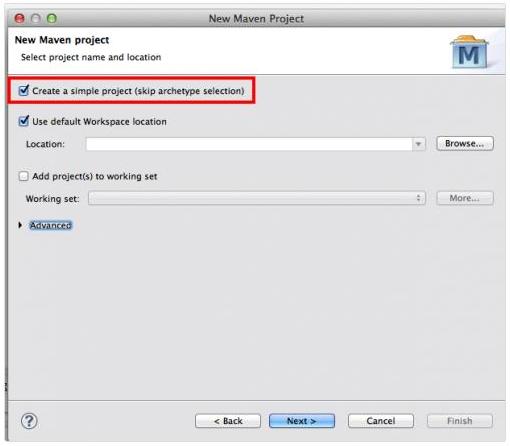 New Maven Project
New Maven project
Select project name and location
M
Create a simple project (skip archetype selection)
Use default Workspace location
Location:
Browse...
Add project(s) to working set
Working set:
More...
Advanced
?
< Back
Next >
Cancel
Finish